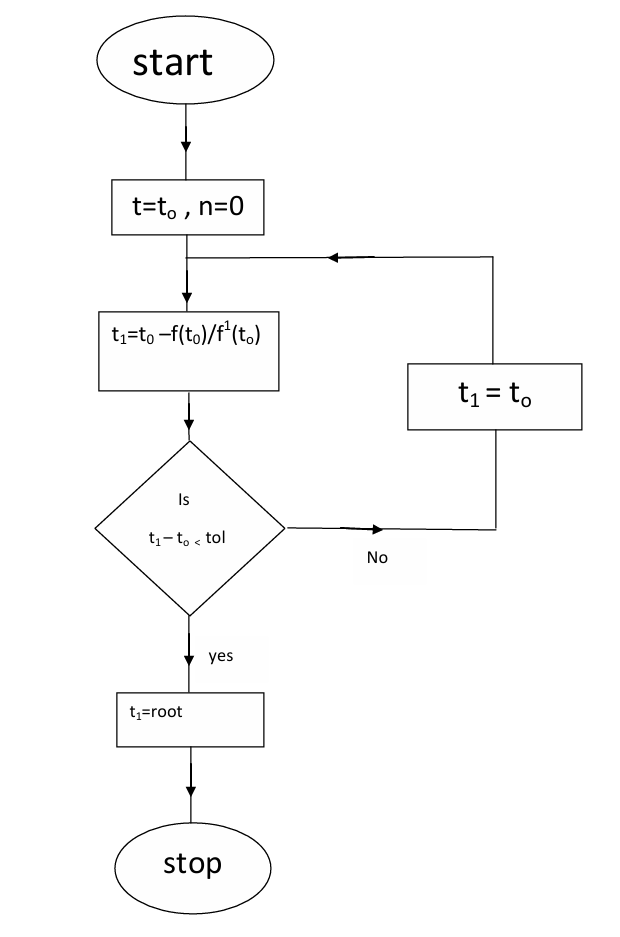 start
t=tₒ , n=0
t₁=t₀ –f(t₀)/f¹(tₒ)
t₁ = tₒ
Is
t₁ – tₒ < tol
No
yes
t₁=root
stop